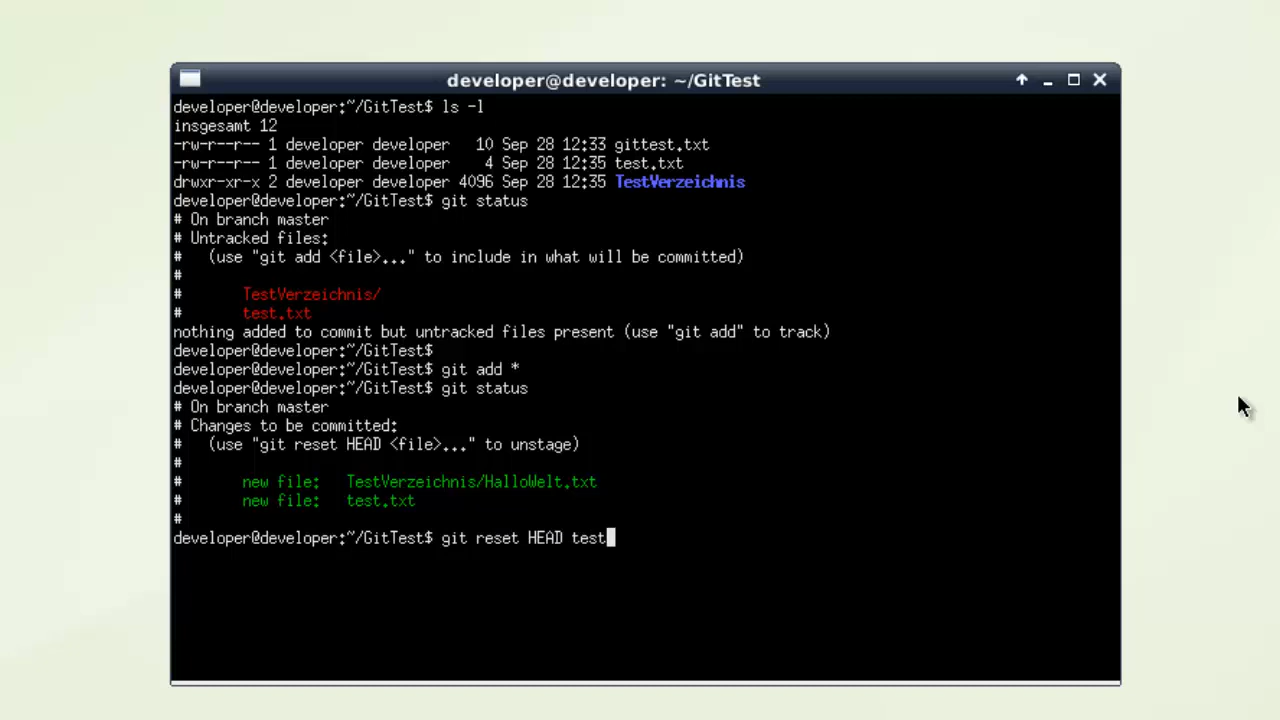 developer@developer: ~/GitTest
developer@developer:~/GitTest$ ls -l
insgesamt 12
-rw-r--r-- 1 developer developer   10 Sep 28 12:33 gittest.txt
-rw-r--r-- 1 developer developer    4 Sep 28 12:35 test.txt
drwxr-xr-x 2 developer developer 4096 Sep 28 12:35 TestVerzeichnis
developer@developer:~/GitTest$ git status
# On branch master
# Untracked files:
#   (use "git add <file>..." to include in what will be committed)
#
#       TestVerzeichnis/
#       test.txt
nothing added to commit but untracked files present (use "git add" to track)
developer@developer:~/GitTest$
developer@developer:~/GitTest$ git add *
developer@developer:~/GitTest$ git status
# On branch master
# Changes to be committed:
#   (use "git reset HEAD <file>..." to unstage)
#
#       new file:   TestVerzeichnis/HalloWelt.txt
#       new file:   test.txt
#
developer@developer:~/GitTest$ git reset HEAD test